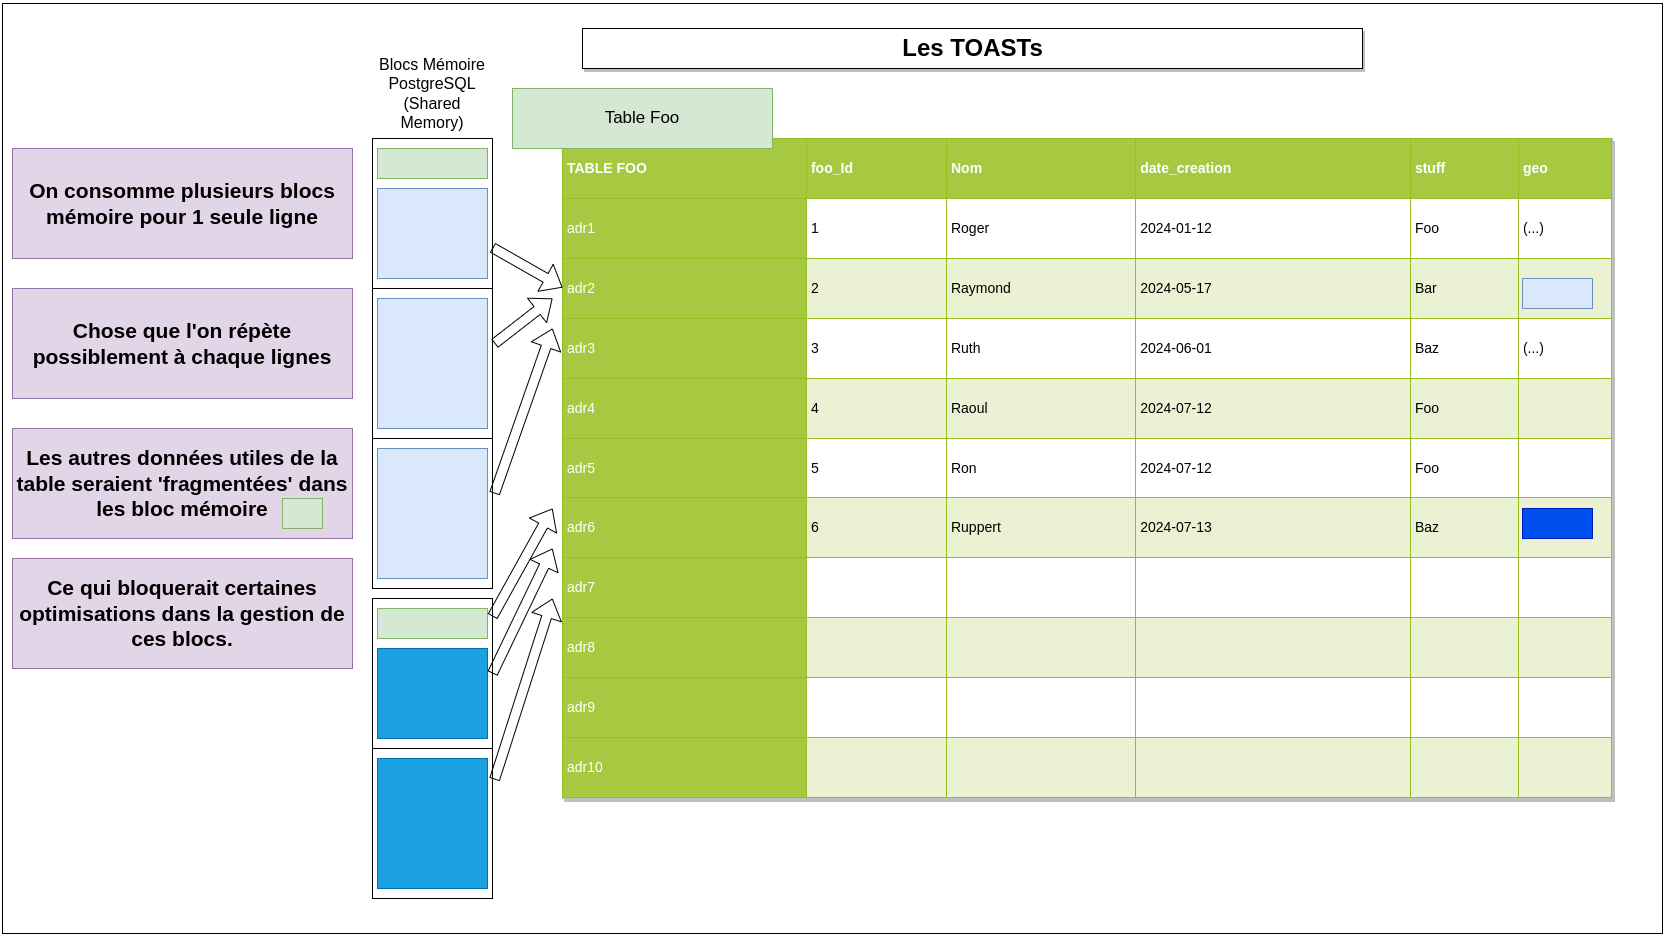 Les TOASTs
Blocs Mémoire
PostgreSQL
(Shared
Memory)
Table Foo
On consomme plusieurs blocs
mémoire pour 1 seule ligne
Chose que l'on répète
possiblement à chaque lignes
Les autres données utiles de la
table seraient 'fragmentées' dans
les bloc mémoire
Ce qui bloquerait certaines
optimisations dans la gestion de
ces blocs.
TABLE FOO foo_Id Nom date_creation stuff geo
adr1 1 Roger 2024-01-12 Foo (...)
adr2 2 Raymond 2024-05-17 Bar
adr3 3 Ruth 2024-06-01 Baz (...)
adr4 4 Raoul 2024-07-12 Foo
adr5 5 Ron 2024-07-12 Foo
adr6 6 Ruppert 2024-07-13 Baz
adr7
adr8
adr9
adr10